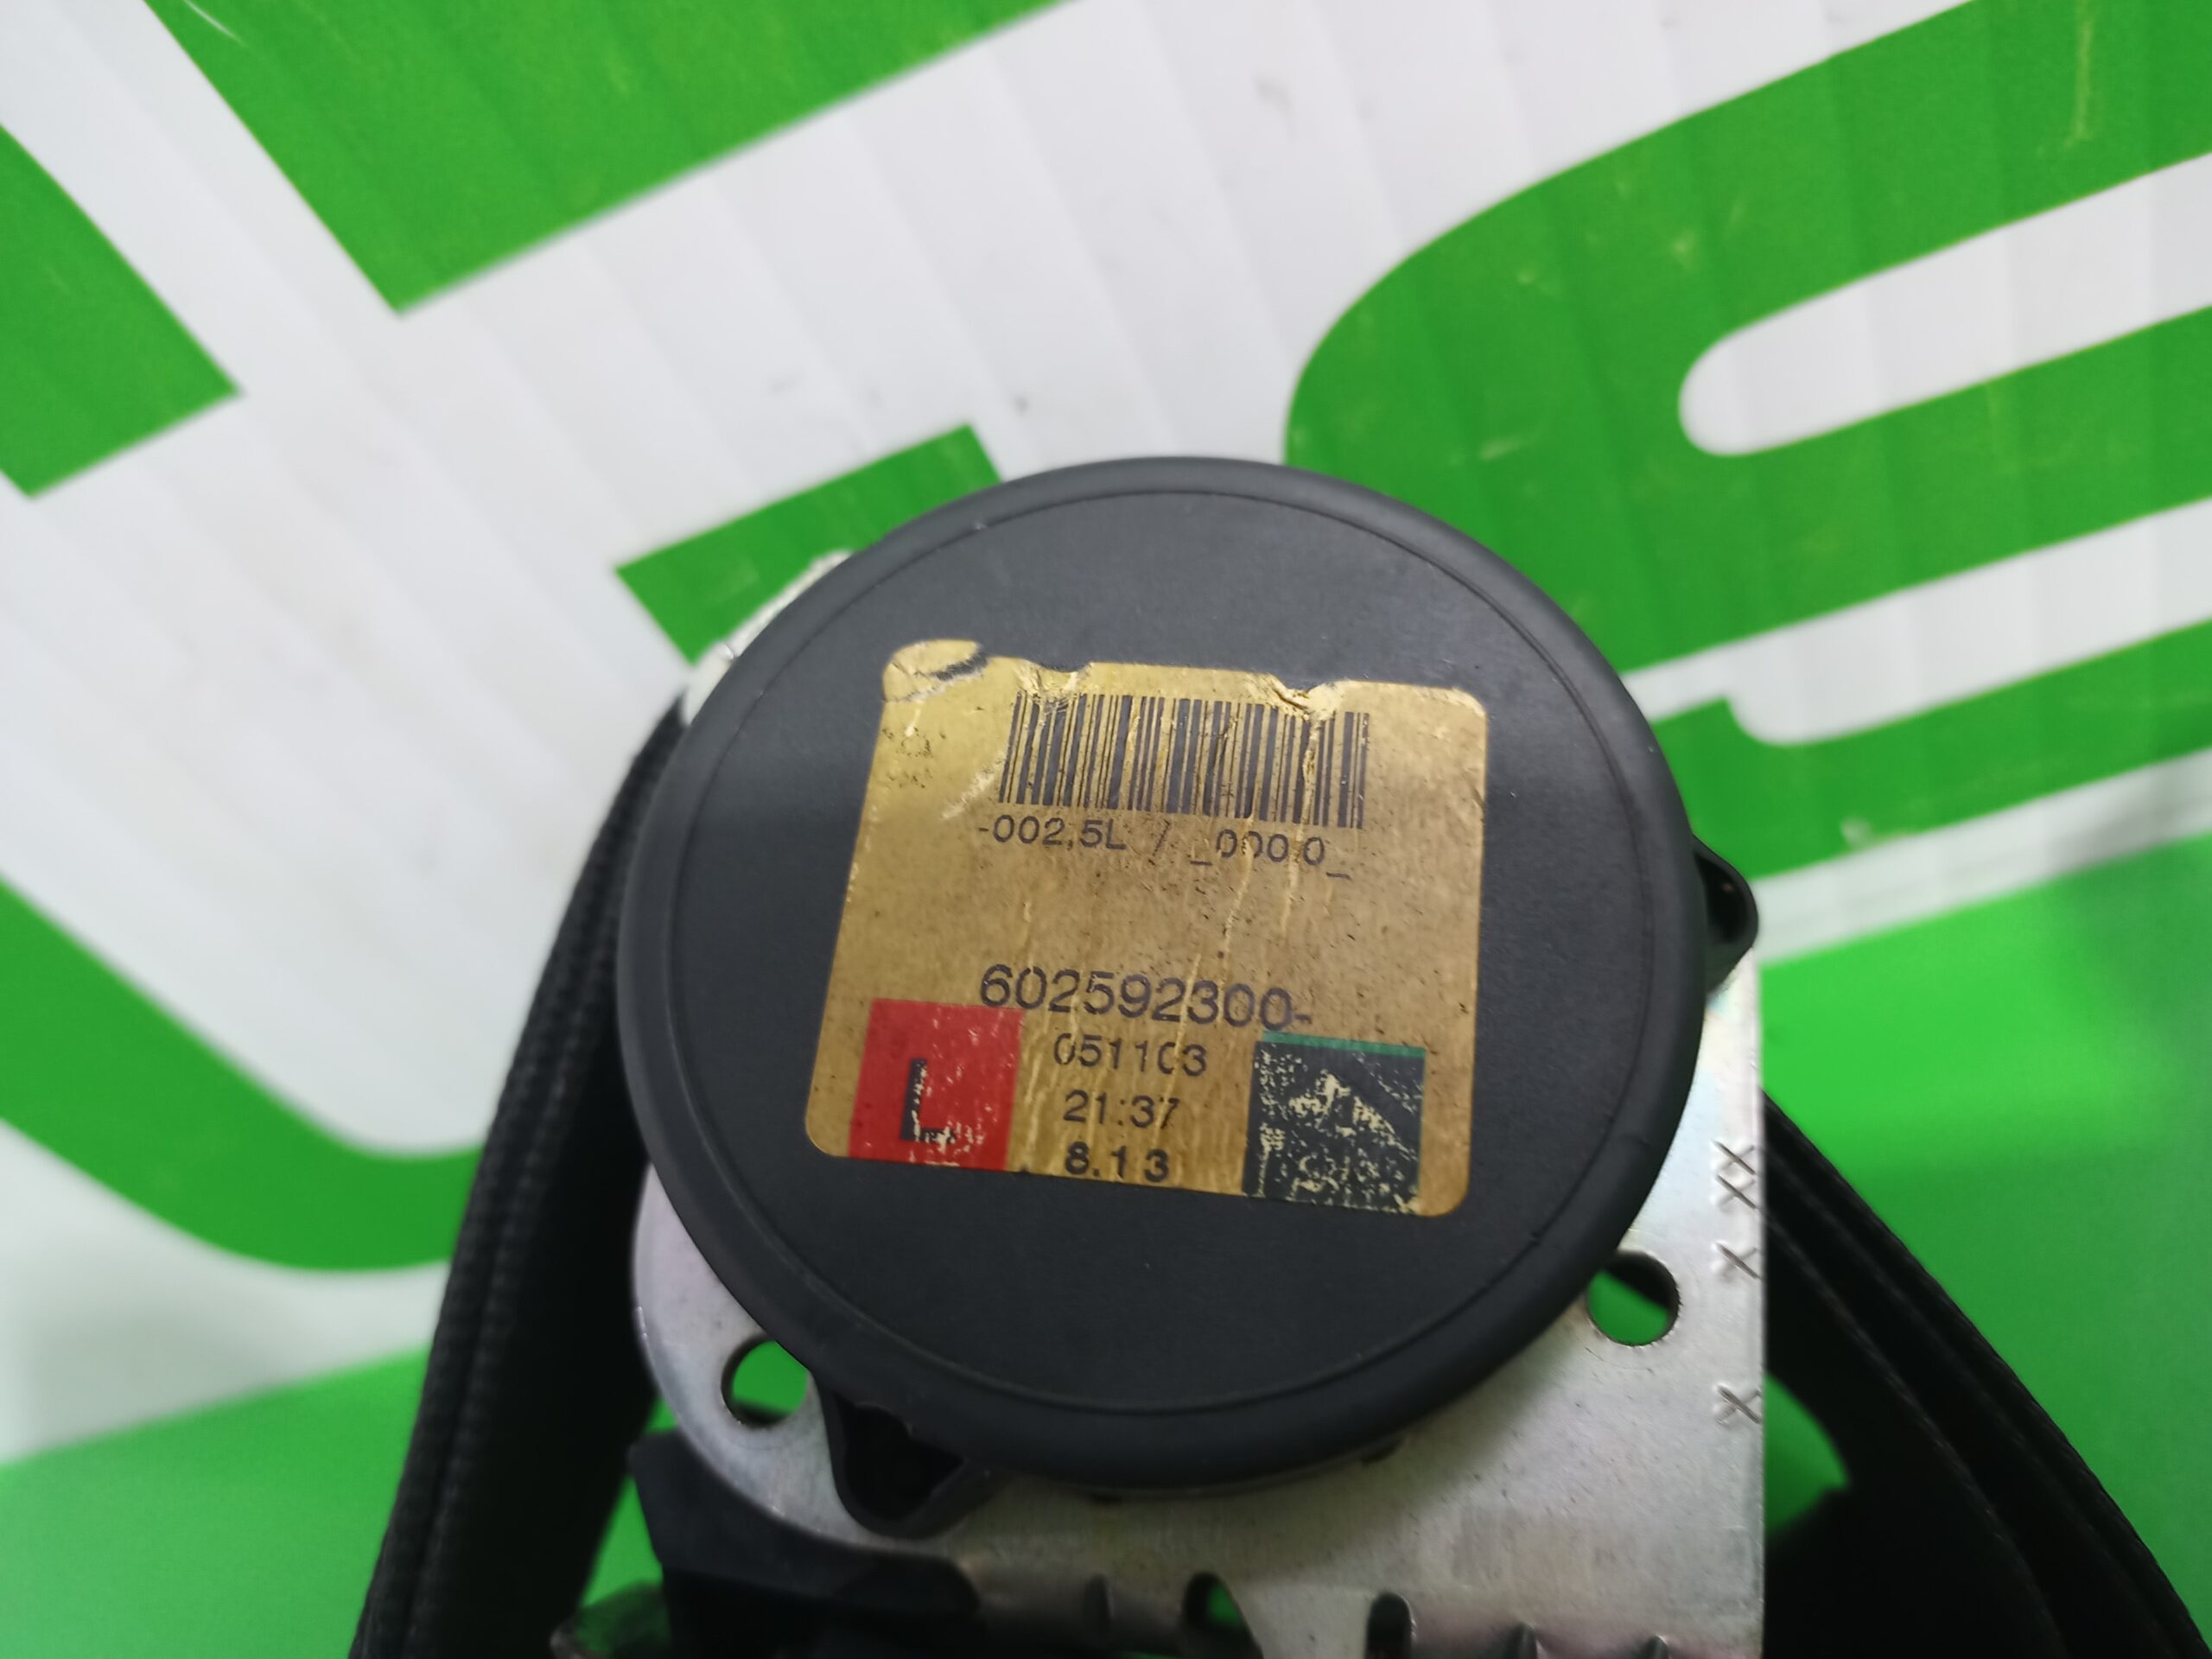 -002,5L / _000,0_
602592300-
051103
L
21:37
8.13